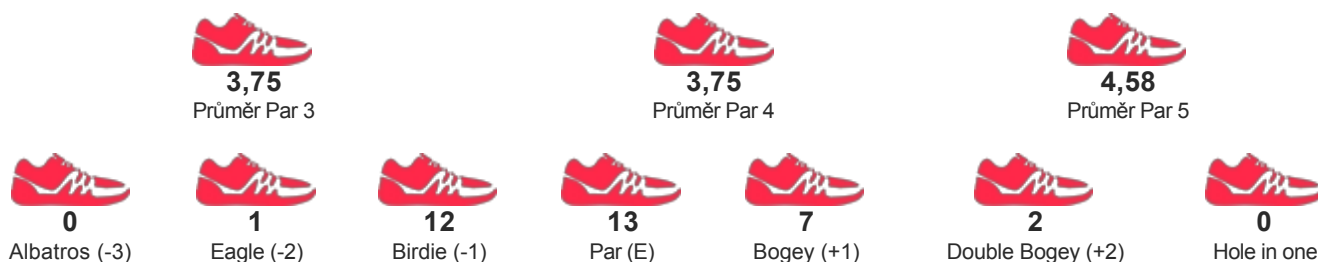 3,75 3,75 4,58
Průměr Par 3 Průměr Par 4 Průměr Par 5
0 1 12 13 7 2 0
Albatros (-3) Eagle (-2) Birdie (-1) Par (E) Bogey (+1) Double Bogey (+2) Hole in one